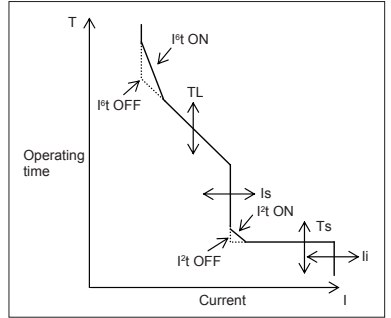 T
I⁶t ON
I⁶t OFF
TL
Operating
time
Is
I²t ON
Ts
I²t OFF
Ii
Current
I